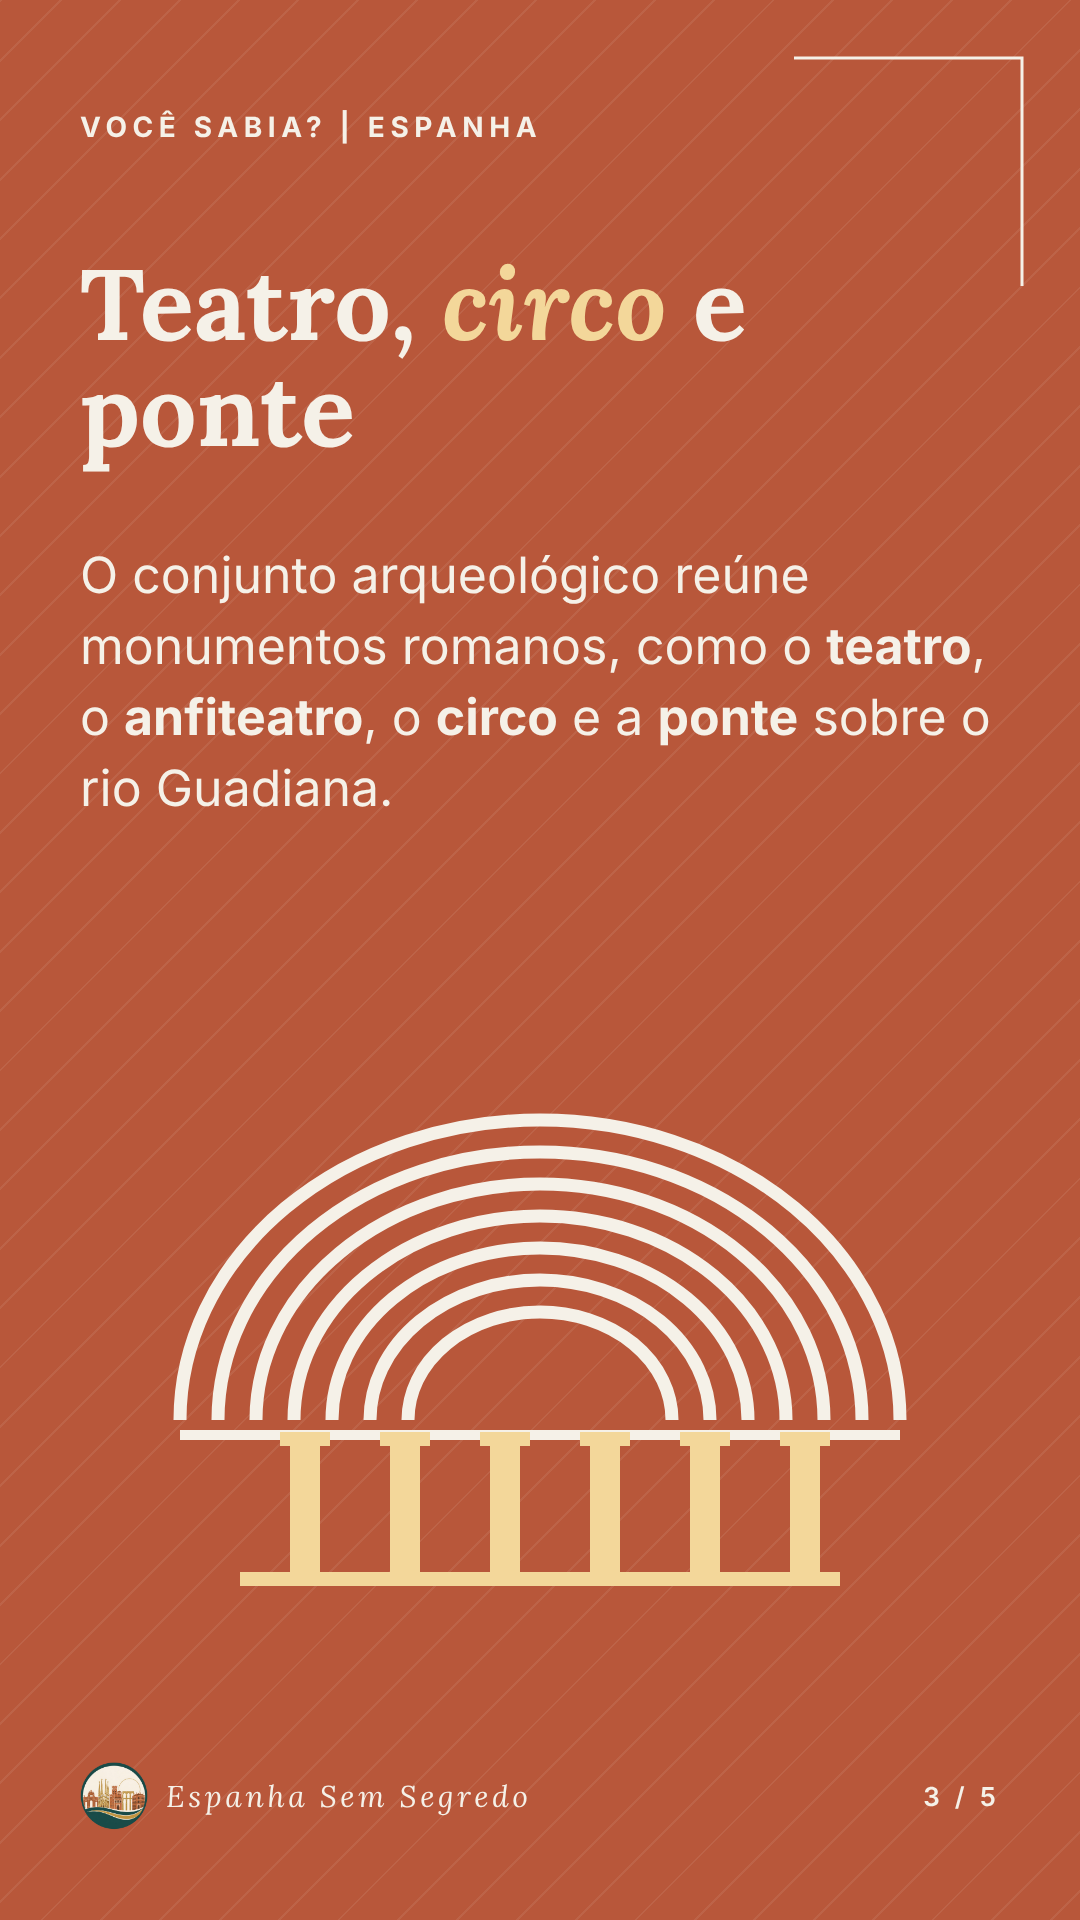 VOCÊ SABIA? | ESPANHA
Teatro, circo e
ponte
O conjunto arqueológico reúne
monumentos romanos, como o teatro,
o anfiteatro, o circo e a ponte sobre o
rio Guadiana.
Espanha Sem Segredo
3 / 5